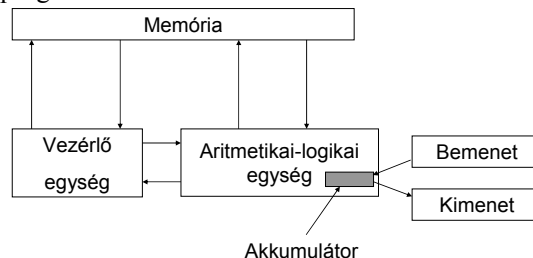 Memória
Vezérlő
egység
Aritmetikai-logikai
egység
Bemenet
Kimenet
Akkumulátor